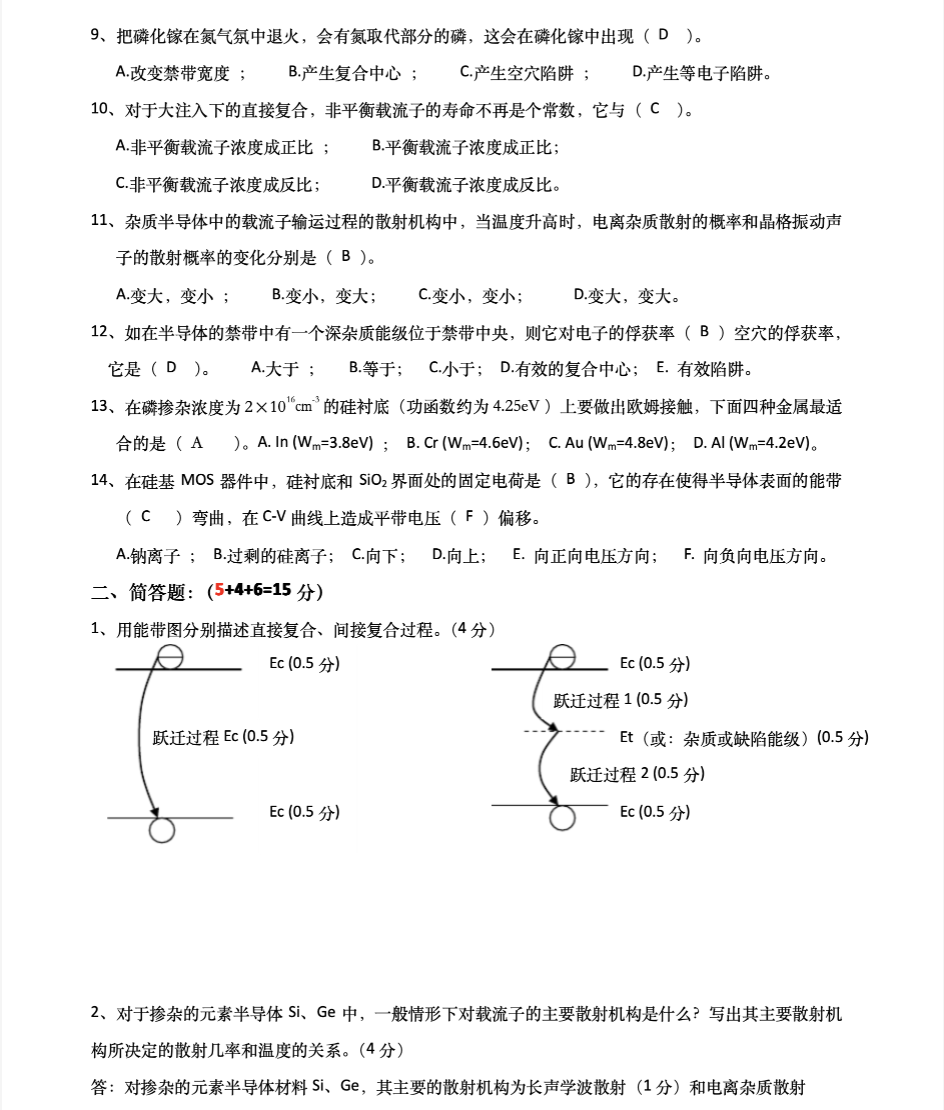 9、把磷化镓在氮气氛中退火，会有氮取代部分的磷，这会在磷化镓中出现（ D ）。
A.改变禁带宽度 ； B.产生复合中心 ； C.产生空穴陷阱 ； D.产生等电子陷阱。
10、对于大注入下的直接复合，非平衡载流子的寿命不再是个常数，它与（ C ）。
A.非平衡载流子浓度成正比 ； B.平衡载流子浓度成正比；
C.非平衡载流子浓度成反比； D.平衡载流子浓度成反比。
11、杂质半导体中的载流子输运过程的散射机构中，当温度升高时，电离杂质散射的概率和晶格振动声
子的散射概率的变化分别是（ B ）。
A.变大，变小 ； B.变小，变大； C.变小，变小； D.变大，变大。
12、如在半导体的禁带中有一个深杂质能级位于禁带中央，则它对电子的俘获率（ B ）空穴的俘获率，
它是（ D ）。 A.大于 ； B.等于； C.小于； D.有效的复合中心； E. 有效陷阱。
13、在磷掺杂浓度为 2×10¹⁶cm⁻³ 的硅衬底（功函数约为 4.25eV ）上要做出欧姆接触，下面四种金属最适
合的是（ A ）。A. In (Wₘ=3.8eV) ； B. Cr (Wₘ=4.6eV)； C. Au (Wₘ=4.8eV)； D. Al (Wₘ=4.2eV)。
14、在硅基 MOS 器件中，硅衬底和 SiO₂ 界面处的固定电荷是（ B ），它的存在使得半导体表面的能带
（ C ）弯曲，在 C-V 曲线上造成平带电压（ F ）偏移。
A.钠离子 ； B.过剩的硅离子； C.向下； D.向上； E. 向正向电压方向； F. 向负向电压方向。
二、简答题：（5+4+6=15 分）
1、用能带图分别描述直接复合、间接复合过程。（4 分）
Ec (0.5 分) Ec (0.5 分)
跃迁过程 1 (0.5 分)
跃迁过程 Ec (0.5 分) Et（或：杂质或缺陷能级）(0.5 分)
跃迁过程 2 (0.5 分)
Ec (0.5 分) Ec (0.5 分)
2、对于掺杂的元素半导体 Si、Ge 中，一般情形下对载流子的主要散射机构是什么？写出其主要散射机
构所决定的散射几率和温度的关系。（4 分）
答：对掺杂的元素半导体材料 Si、Ge，其主要的散射机构为长声学波散射（1 分）和电离杂质散射